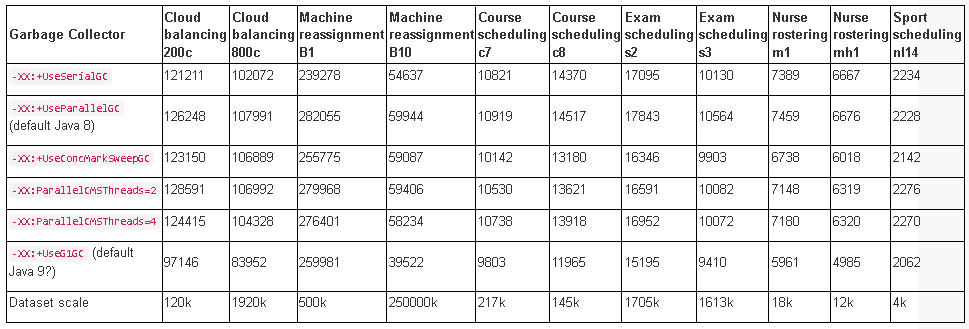 Garbage Collector Cloud balancing 200c Cloud balancing 800c Machine reassignment B1 Machine reassignment B10 Course scheduling c7 Course scheduling c8 Exam scheduling s2 Exam scheduling s3 Nurse rostering m1 Nurse rostering mh1 Sport scheduling nl14
-XX:+UseSerialGC 121211 102072 239278 54637 10821 14370 17095 10130 7389 6667 2234
-XX:+UseParallelGC (default Java 8) 126248 107991 282055 59944 10919 14517 17843 10564 7459 6676 2228
-XX:+UseConcMarkSweepGC 123150 106889 255775 59087 10142 13180 16346 9903 6738 6018 2142
-XX:ParallelCMSThreads=2 128591 106992 279968 59406 10530 13621 16591 10082 7148 6319 2276
-XX:ParallelCMSThreads=4 124415 104328 276401 58234 10738 13918 16952 10072 7180 6320 2270
-XX:+UseG1GC (default Java 9?) 97146 83952 259981 39522 9803 11965 15195 9410 5961 4985 2062
Dataset scale 120k 1920k 500k 250000k 217k 145k 1705k 1613k 18k 12k 4k